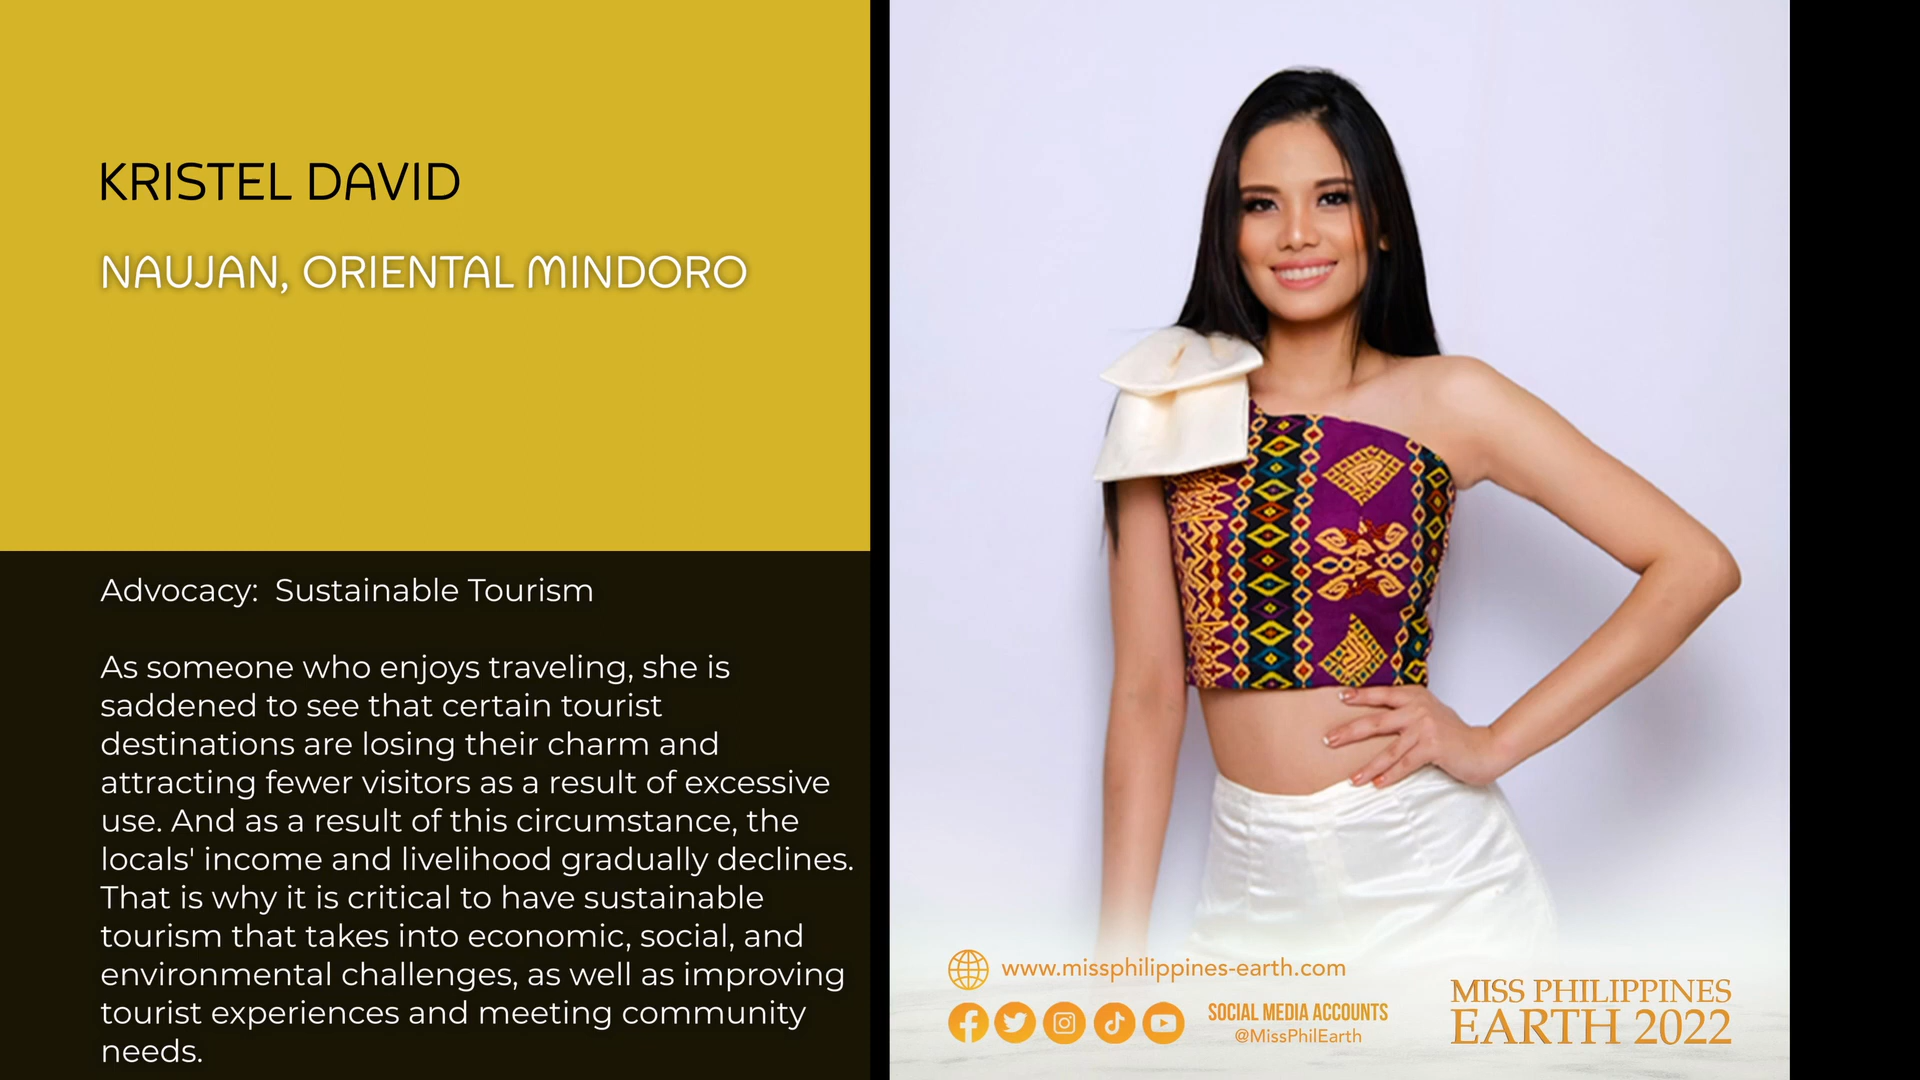 KRISTEL DAVID
NAUJAN, ORIENTAL MINDORO
Advocacy:  Sustainable Tourism
As someone who enjoys traveling, she is
saddened to see that certain tourist
destinations are losing their charm and
attracting fewer visitors as a result of excessive
use. And as a result of this circumstance, the
locals' income and livelihood gradually declines.
That is why it is critical to have sustainable
tourism that takes into economic, social, and
environmental challenges, as well as improving
tourist experiences and meeting community
needs.
www.missphilippines-earth.com
SOCIAL MEDIA ACCOUNTS
@MissPhilEarth
MISS PHILIPPINES
EARTH 2022